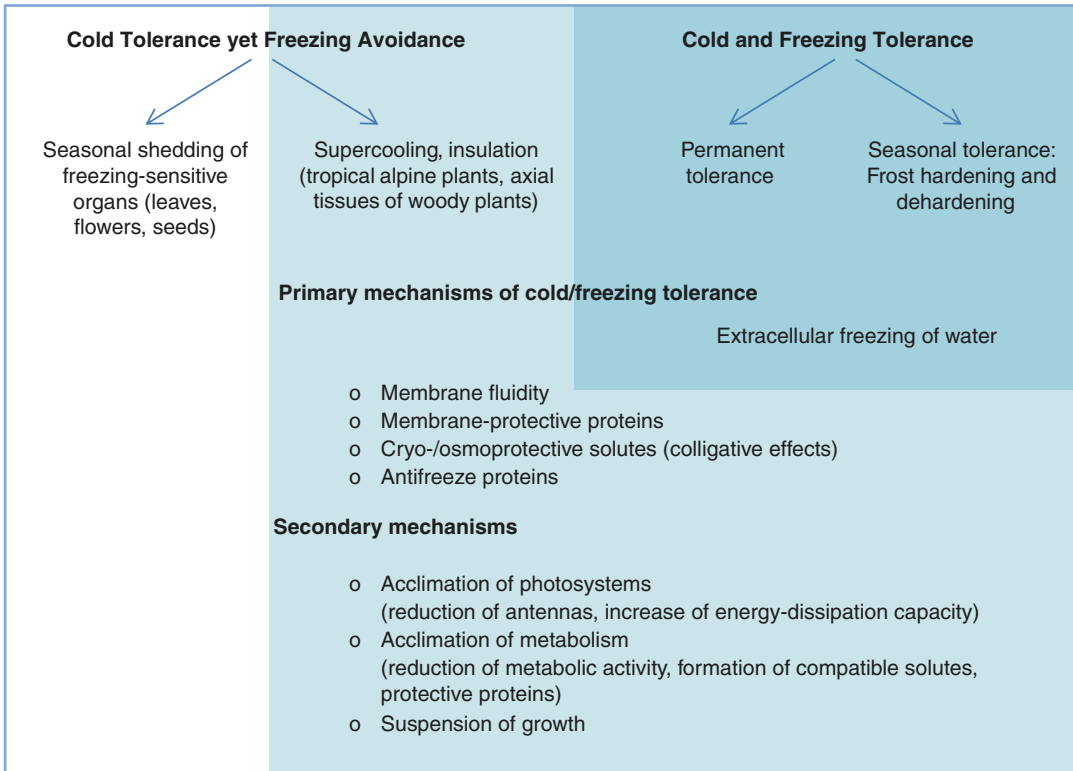 Cold Tolerance yet Freezing Avoidance
Cold and Freezing Tolerance
Seasonal shedding of
freezing-sensitive
organs (leaves,
flowers, seeds)
Supercooling, insulation
(tropical alpine plants, axial
tissues of woody plants)
Permanent
tolerance
Seasonal tolerance:
Frost hardening and
dehardening
Primary mechanisms of cold/freezing tolerance
Extracellular freezing of water
o Membrane fluidity
o Membrane-protective proteins
o Cryo-/osmoprotective solutes (colligative effects)
o Antifreeze proteins
Secondary mechanisms
o Acclimation of photosystems
(reduction of antennas, increase of energy-dissipation capacity)
o Acclimation of metabolism
(reduction of metabolic activity, formation of compatible solutes,
protective proteins)
o Suspension of growth